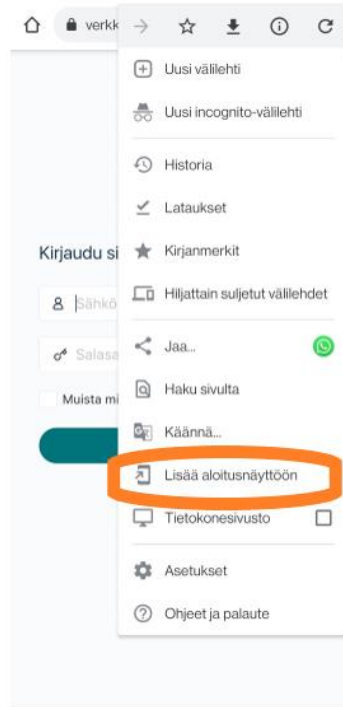 verkk
Uusi välilehti
Uusi incognito-välilehti
Historia
Lataukset
Kirjanmerkit
Hiljattain suljetut välilehdet
Kirjaudu si
Sähkö
Jaa...
Salasa
Haku sivulta
Muista mi
Käännä...
Lisää aloitusnäyttöön
Tietokonesivusto
Asetukset
Ohjeet ja palaute